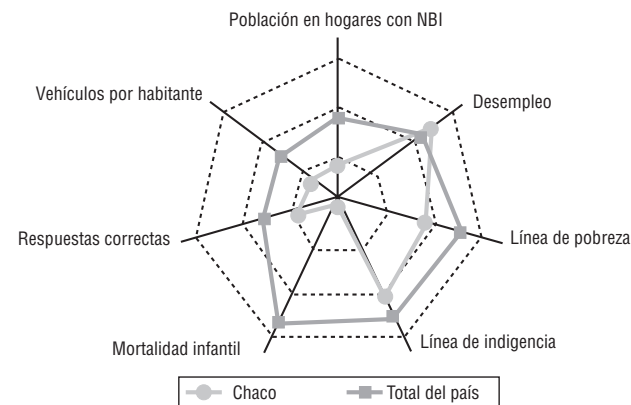 Población en hogares con NBI
Vehículos por habitante
Desempleo
Respuestas correctas
Línea de pobreza
Mortalidad infantil
Línea de indigencia
Chaco
Total del país